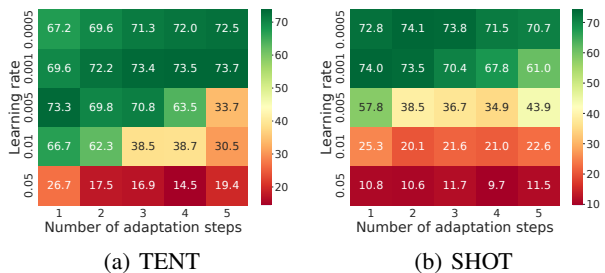 Learning rate
0.0005 67.2 69.6 71.3 72.0 72.5
0.001 69.6 72.2 73.4 73.5 73.7
0.005 73.3 69.8 70.8 63.5 33.7
0.01 66.7 62.3 38.5 38.7 30.5
0.05 26.7 17.5 16.9 14.5 19.4
1 2 3 4 5
Number of adaptation steps
70
60
50
40
30
20
(a) TENT
Learning rate
0.0005 72.8 74.1 73.8 71.5 70.7
0.001 74.0 73.5 70.4 67.8 61.0
0.005 57.8 38.5 36.7 34.9 43.9
0.01 25.3 20.1 21.6 21.0 22.6
0.05 10.8 10.6 11.7 9.7 11.5
1 2 3 4 5
Number of adaptation steps
70
60
50
40
30
20
10
(b) SHOT